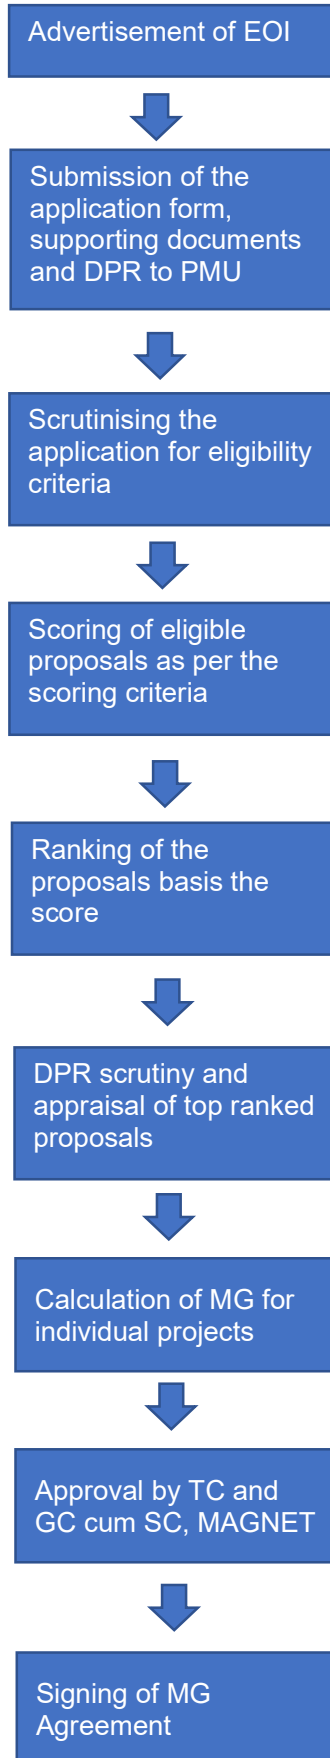 Advertisement of EOI
Submission of the
application form,
supporting documents
and DPR to PMU
Scrutinising the
application for eligibility
criteria
Scoring of eligible
proposals as per the
scoring criteria
Ranking of the
proposals basis the
score
DPR scrutiny and
appraisal of top ranked
proposals
Calculation of MG for
individual projects
Approval by TC and
GC cum SC, MAGNET
Signing of MG
Agreement